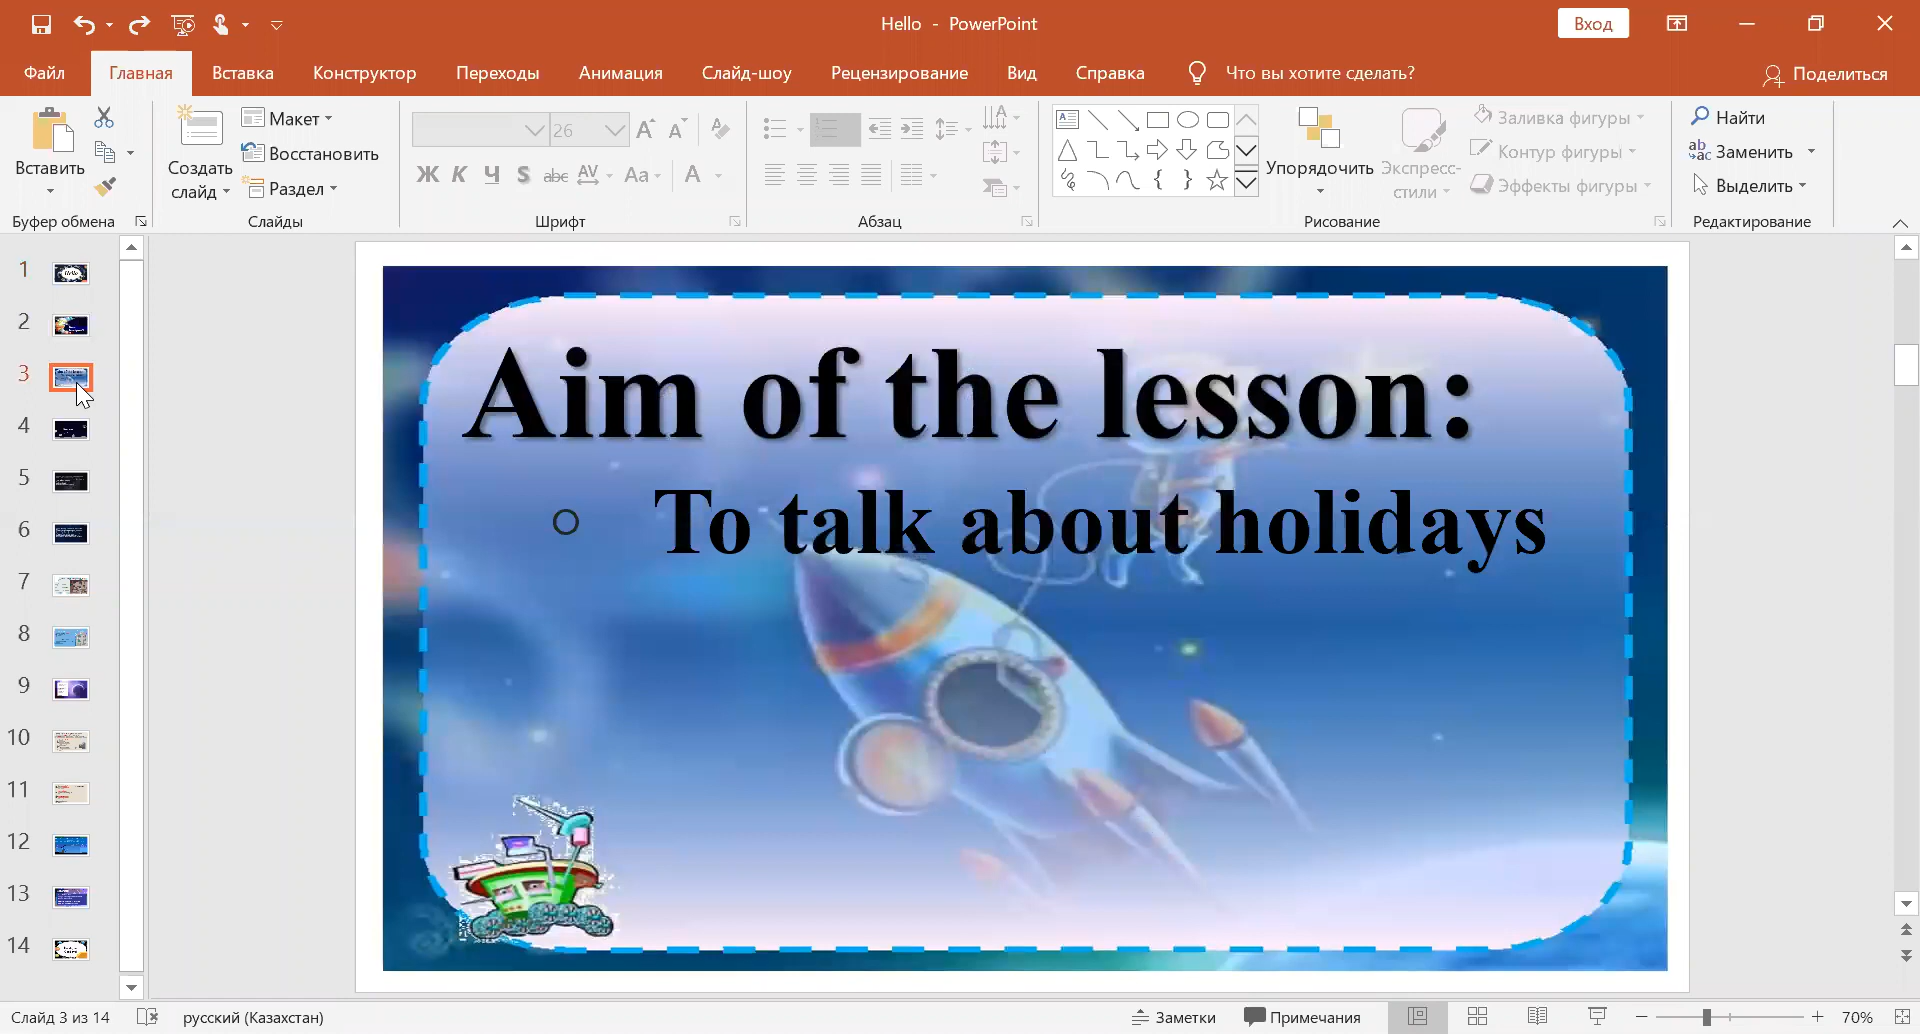 Hello - PowerPoint
Вход
Файл
Главная
Вставка
Конструктор
Переходы
Анимация
Слайд-шоу
Рецензирование
Вид
Справка
Что вы хотите сделать?
Поделиться
Вставить
Буфер обмена
Создать
слайд
Макет
Восстановить
Раздел
Слайды
26
Ж К Ч S abc AV Aa А
Шрифт
Абзац
Упорядочить
Экспресс-
стили
Заливка фигуры
Контур фигуры
Эффекты фигуры
Рисование
Найти
Заменить
Выделить
Редактирование
1
2
3
4
5
6
7
8
9
10
11
12
13
14
Aim of the lesson:
To talk about holidays
Слайд 3 из 14
русский (Казахстан)
Заметки
Примечания
70%